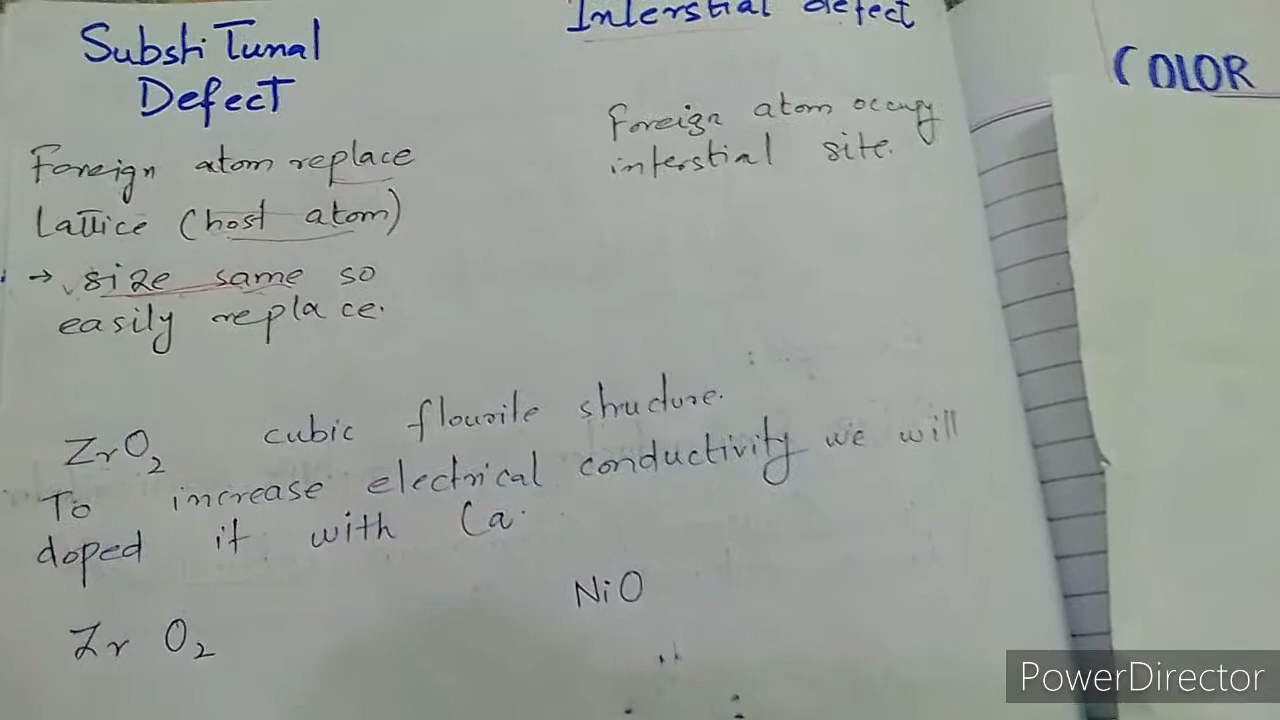 Substi Tunal
Defect
Foreign atom replace
Lattice (host atom)
→ size same so
easily replace.
Interstial defect
Foreign atom occupy
interstial site.
COLOR
ZrO2 cubic flourite structure.
To increase electrical conductivity we will
doped it with Ca.
NiO
Zr O2
PowerDirector